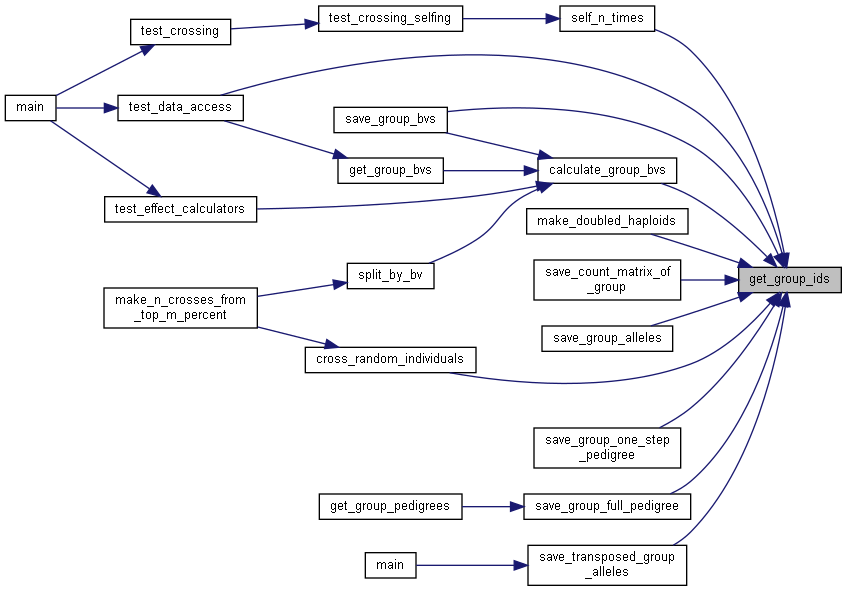 test_crossing_selfing
self_n_times
test_crossing
main
test_data_access
save_group_bvs
get_group_bvs
calculate_group_bvs
test_effect_calculators
make_doubled_haploids
split_by_bv
save_count_matrix_of
_group
get_group_ids
make_n_crosses_from
_top_m_percent
save_group_alleles
cross_random_individuals
save_group_one_step
_pedigree
get_group_pedigrees
save_group_full_pedigree
main
save_transposed_group
_alleles